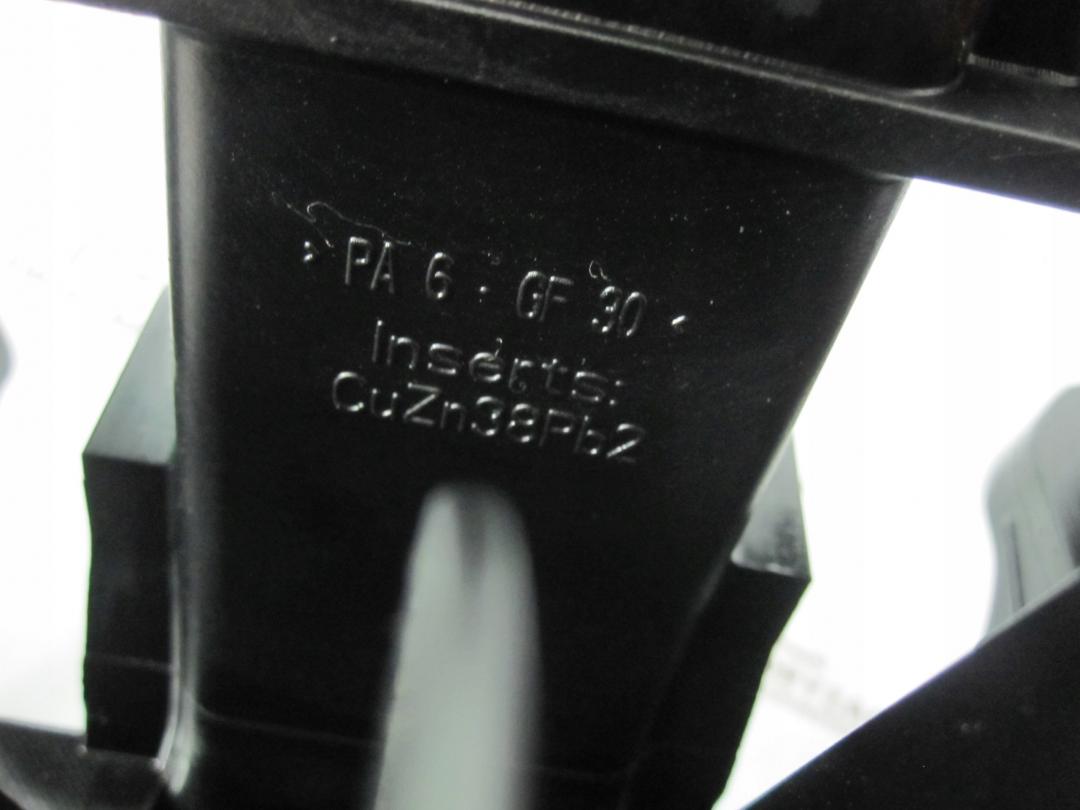 > PA 6 - GF 30 <
Inserts:
CuZn38Pb2